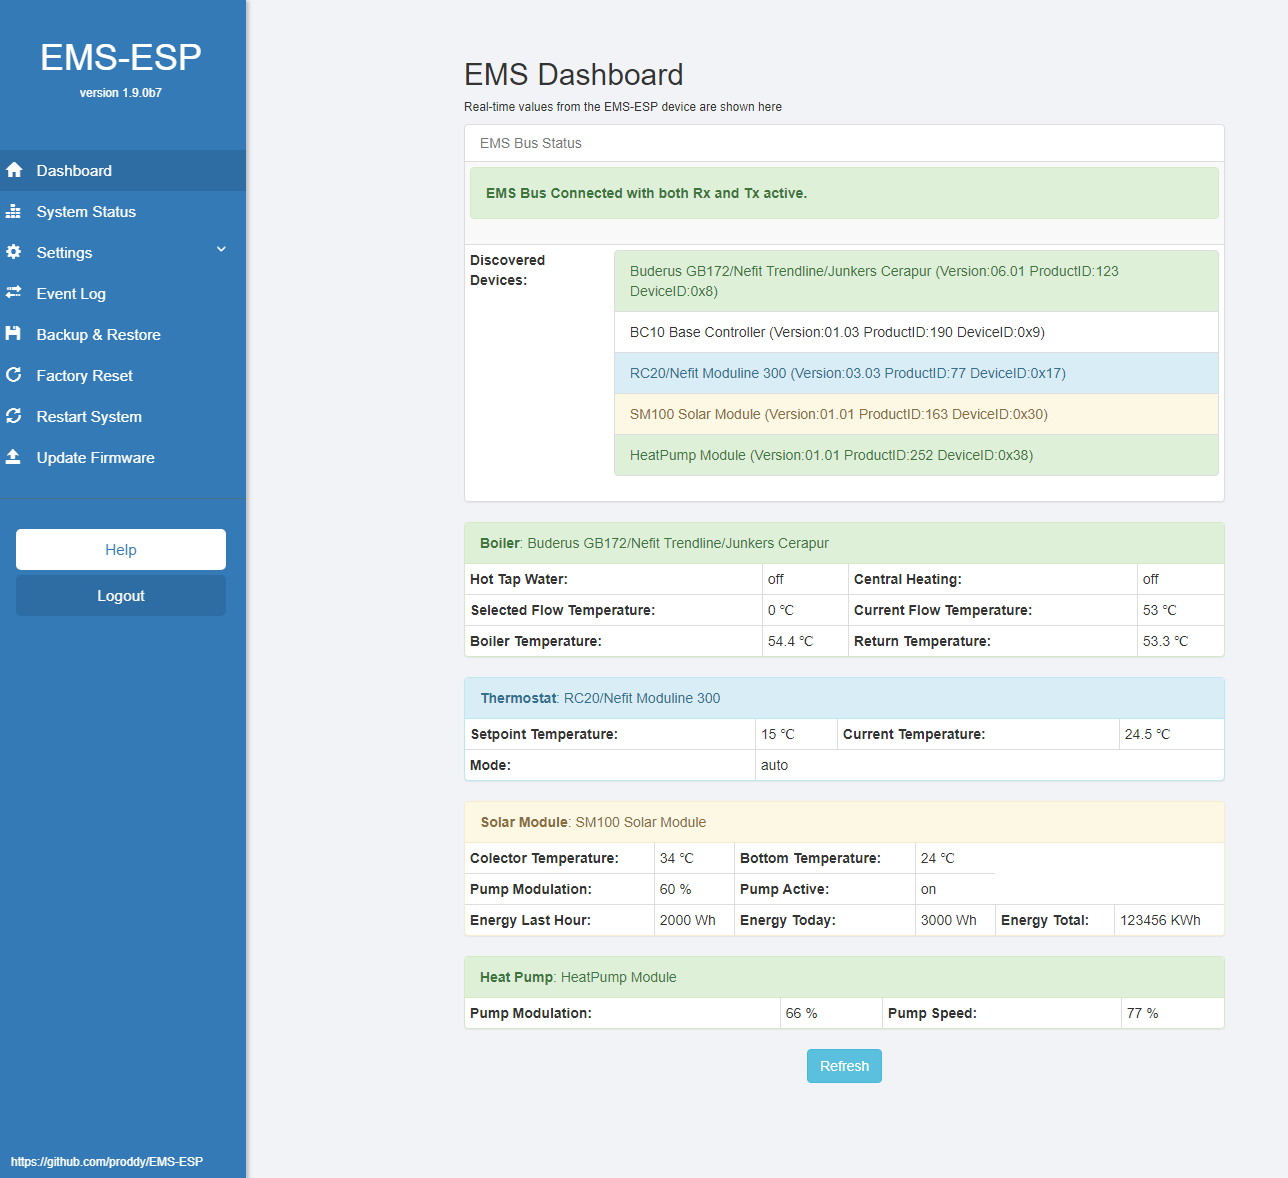 EMS-ESP
version 1.9.0b7
Dashboard
System Status
Settings
Event Log
Backup & Restore
Factory Reset
Restart System
Update Firmware
Help
Logout
https://github.com/proddy/EMS-ESP
EMS Dashboard
Real-time values from the EMS-ESP device are shown here
EMS Bus Status
EMS Bus Connected with both Rx and Tx active.
Discovered
Devices:
Buderus GB172/Nefit Trendline/Junkers Cerapur (Version:06.01 ProductID:123
DeviceID:0x8)
BC10 Base Controller (Version:01.03 ProductID:190 DeviceID:0x9)
RC20/Nefit Moduline 300 (Version:03.03 ProductID:77 DeviceID:0x17)
SM100 Solar Module (Version:01.01 ProductID:163 DeviceID:0x30)
HeatPump Module (Version:01.01 ProductID:252 DeviceID:0x38)
Boiler: Buderus GB172/Nefit Trendline/Junkers Cerapur
Hot Tap Water: off Central Heating: off
Selected Flow Temperature: 0 ℃ Current Flow Temperature: 53 ℃
Boiler Temperature: 54.4 ℃ Return Temperature: 53.3 ℃
Thermostat: RC20/Nefit Moduline 300
Setpoint Temperature: 15 ℃ Current Temperature: 24.5 ℃
Mode: auto
Solar Module: SM100 Solar Module
Colector Temperature: 34 ℃ Bottom Temperature: 24 ℃
Pump Modulation: 60 % Pump Active: on
Energy Last Hour: 2000 Wh Energy Today: 3000 Wh Energy Total: 123456 KWh
Heat Pump: HeatPump Module
Pump Modulation: 66 % Pump Speed: 77 %
Refresh